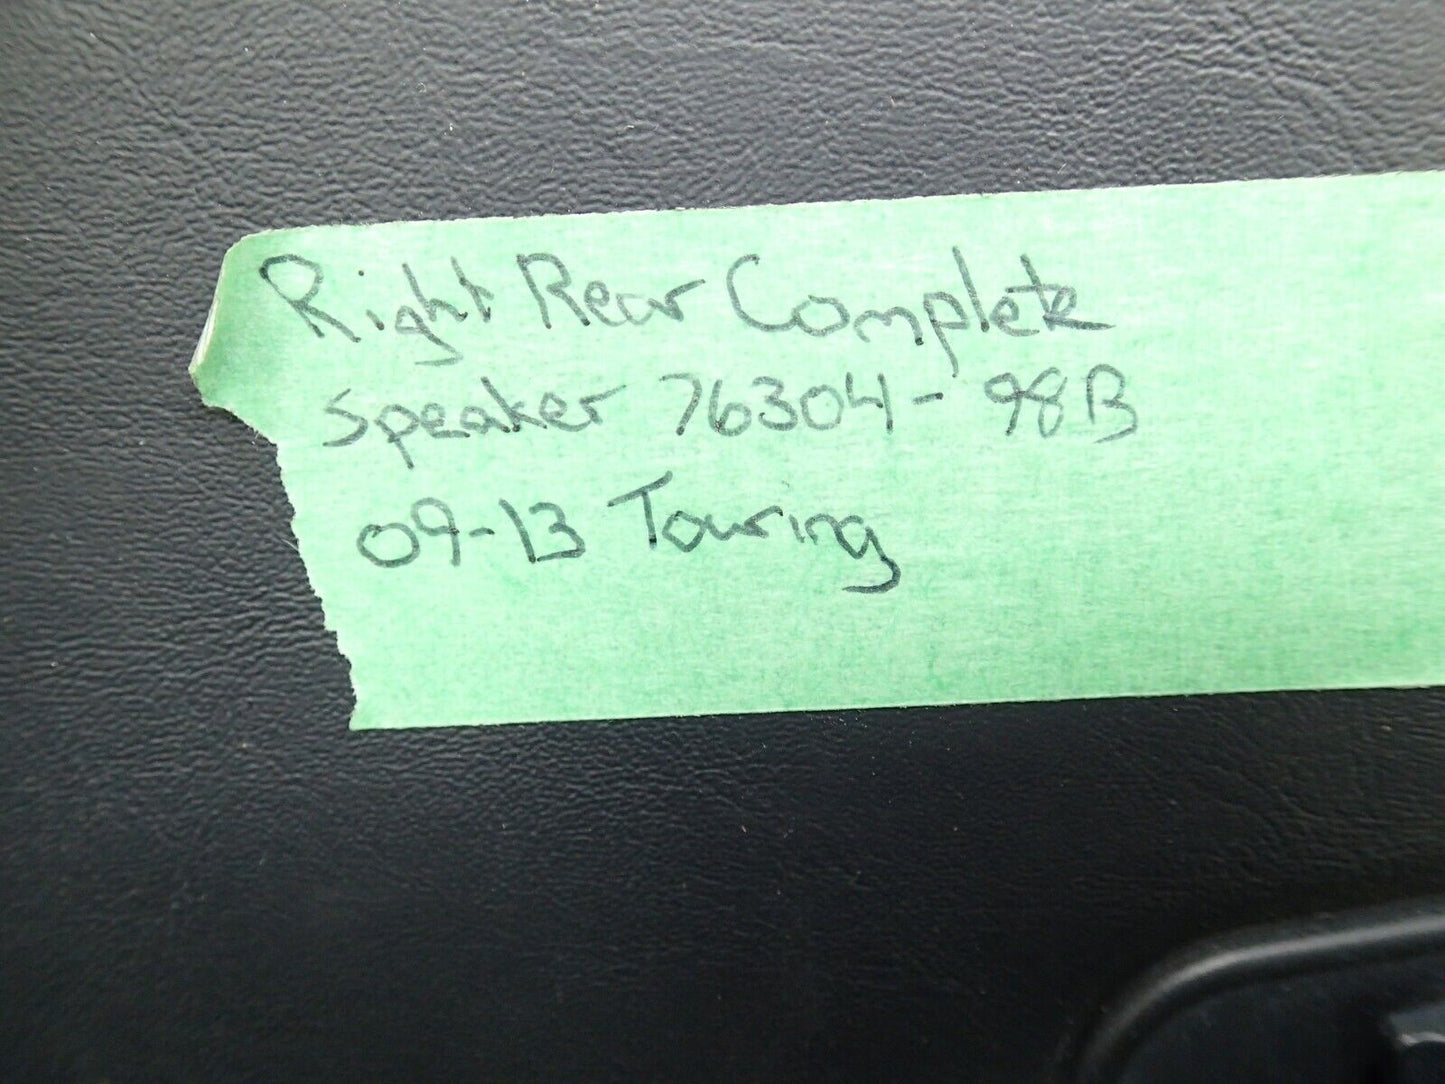 Right Rear Complete
Speaker 76304-98B
09-13 Touring